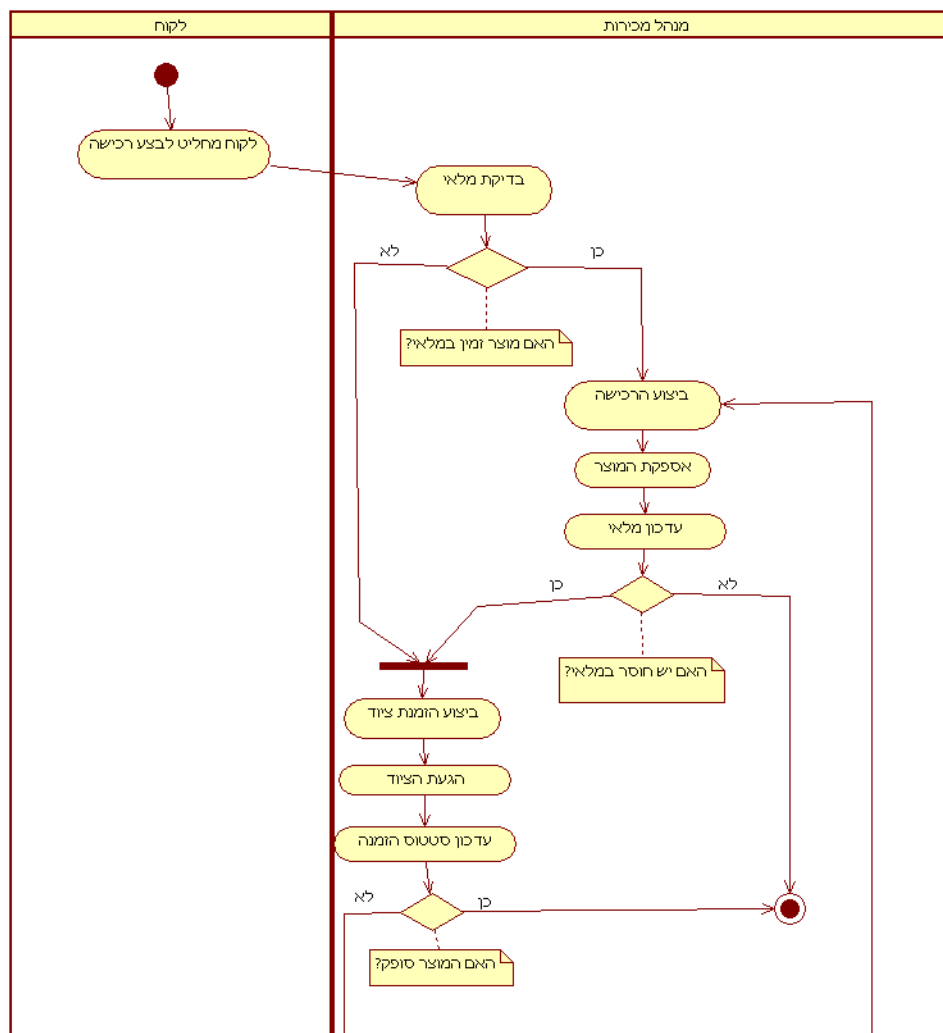 לקוח
מנהל מכירות
לקוח מחליט לבצע רכישה
בדיקת מלאי
לא
כן
האם מוצר זמין במלאי?
ביצוע הרכישה
אספקת המוצר
עדכון מלאי
כן
לא
האם יש חוסר במלאי?
ביצוע הזמנת ציוד
הגעת הציוד
עדכון סטטוס הזמנה
לא
כן
האם המוצר סופק?